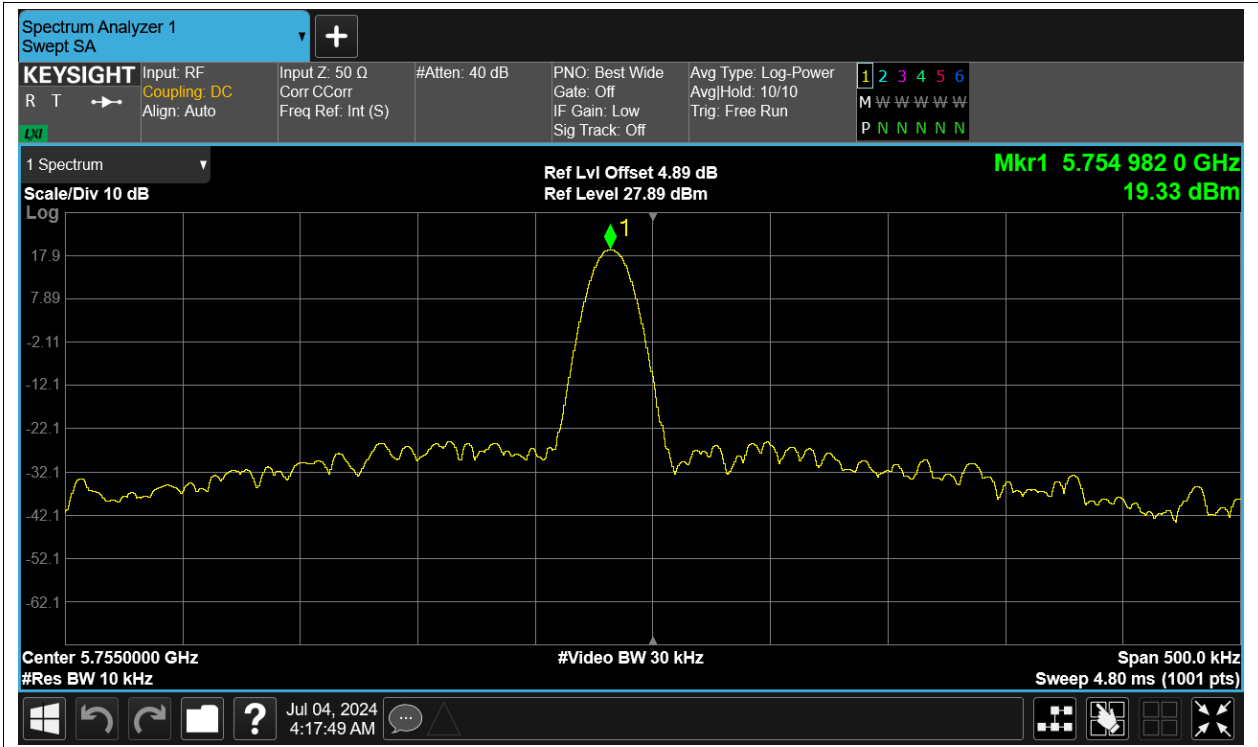 Spectrum Analyzer 1
Swept SA
KEYSIGHT
R T
LXI
Input: RF
Coupling: DC
Align: Auto
Input Z: 50 Ω
Corr CCorr
Freq Ref: Int (S)
#Atten: 40 dB
PNO: Best Wide
Gate: Off
IF Gain: Low
Sig Track: Off
Avg Type: Log-Power
Avg|Hold: 10/10
Trig: Free Run
1 2 3 4 5 6
M W W W W W
P N N N N N
1 Spectrum
Scale/Div 10 dB
Ref Lvl Offset 4.89 dB
Ref Level 27.89 dBm
Mkr1 5.754 982 0 GHz
19.33 dBm
Log
1
17.9
7.89
-2.11
-12.1
-22.1
-32.1
-42.1
-52.1
-62.1
Center 5.7550000 GHz
#Res BW 10 kHz
#Video BW 30 kHz
Span 500.0 kHz
Sweep 4.80 ms (1001 pts)
?
Jul 04, 2024
4:17:49 AM